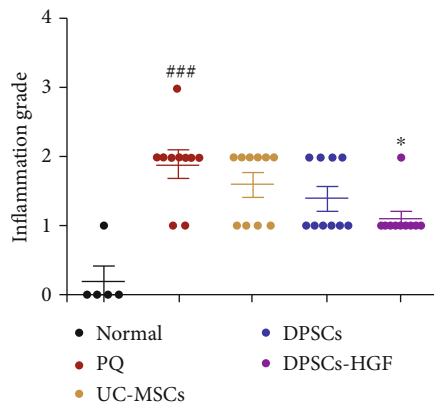 Inflammation grade
4
3
2
1
0
###
*
Normal
PQ
UC-MSCs
DPSCs
DPSCs-HGF